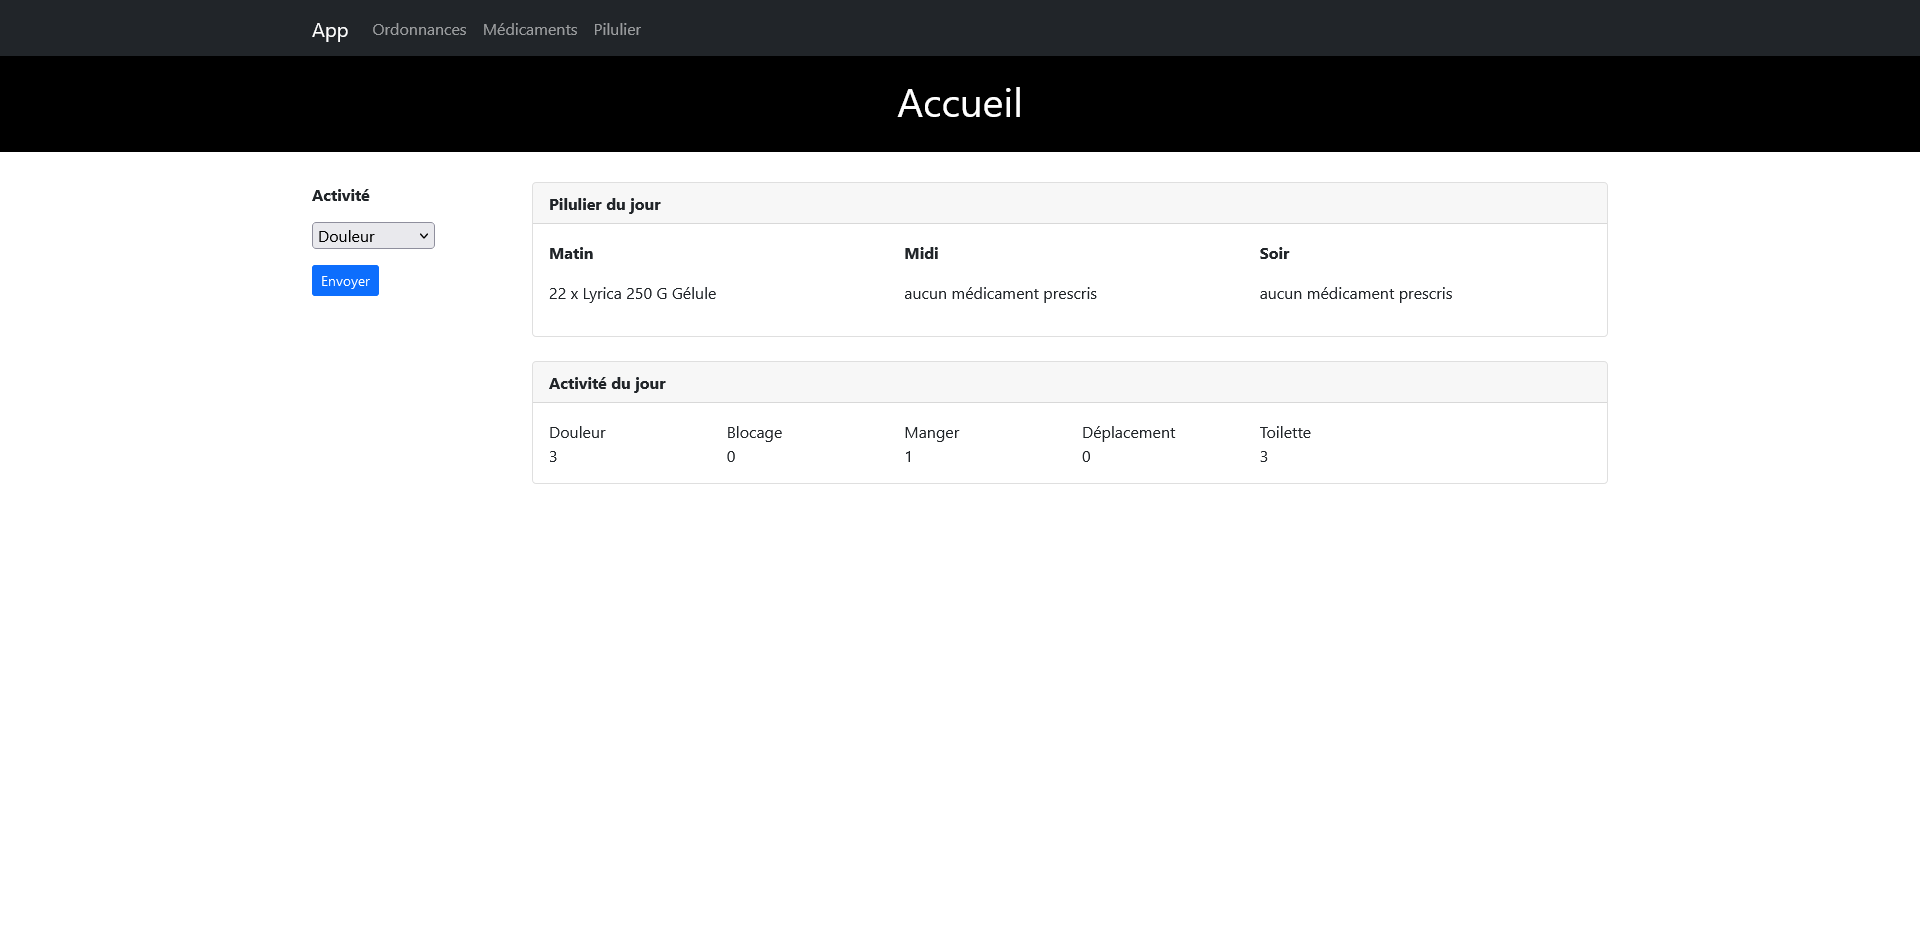 App Ordonnances Médicaments Pilulier
Accueil
Activité
Douleur
Envoyer
Pilulier du jour
Matin Midi Soir
22 x Lyrica 250 G Gélule aucun médicament prescris aucun médicament prescris
Activité du jour
Douleur Blocage Manger Déplacement Toilette
3 0 1 0 3